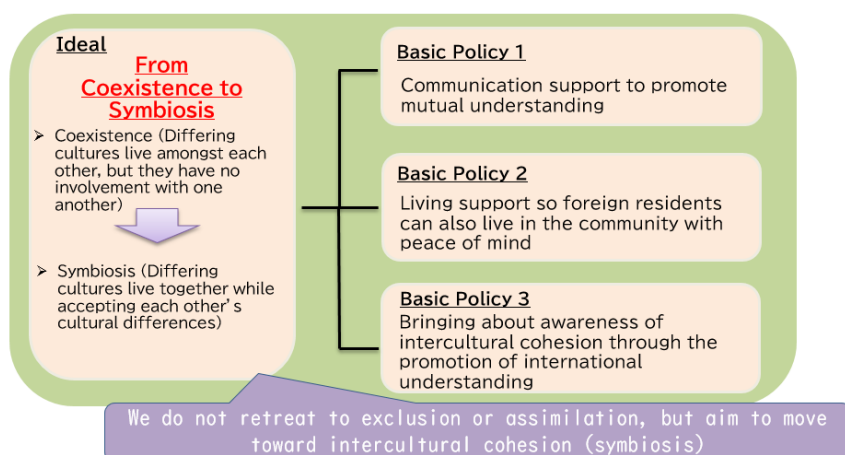 Ideal
From
Coexistence to
Symbiosis
➢ Coexistence (Differing
cultures live amongst each
other, but they have no
involvement with one
another)
➢ Symbiosis (Differing
cultures live together while
accepting each other's
cultural differences)
Basic Policy 1
Communication support to promote
mutual understanding
Basic Policy 2
Living support so foreign residents
can also live in the community with
peace of mind
Basic Policy 3
Bringing about awareness of
intercultural cohesion through the
promotion of international
understanding
We do not retreat to exclusion or assimilation, but aim to move
toward intercultural cohesion (symbiosis)